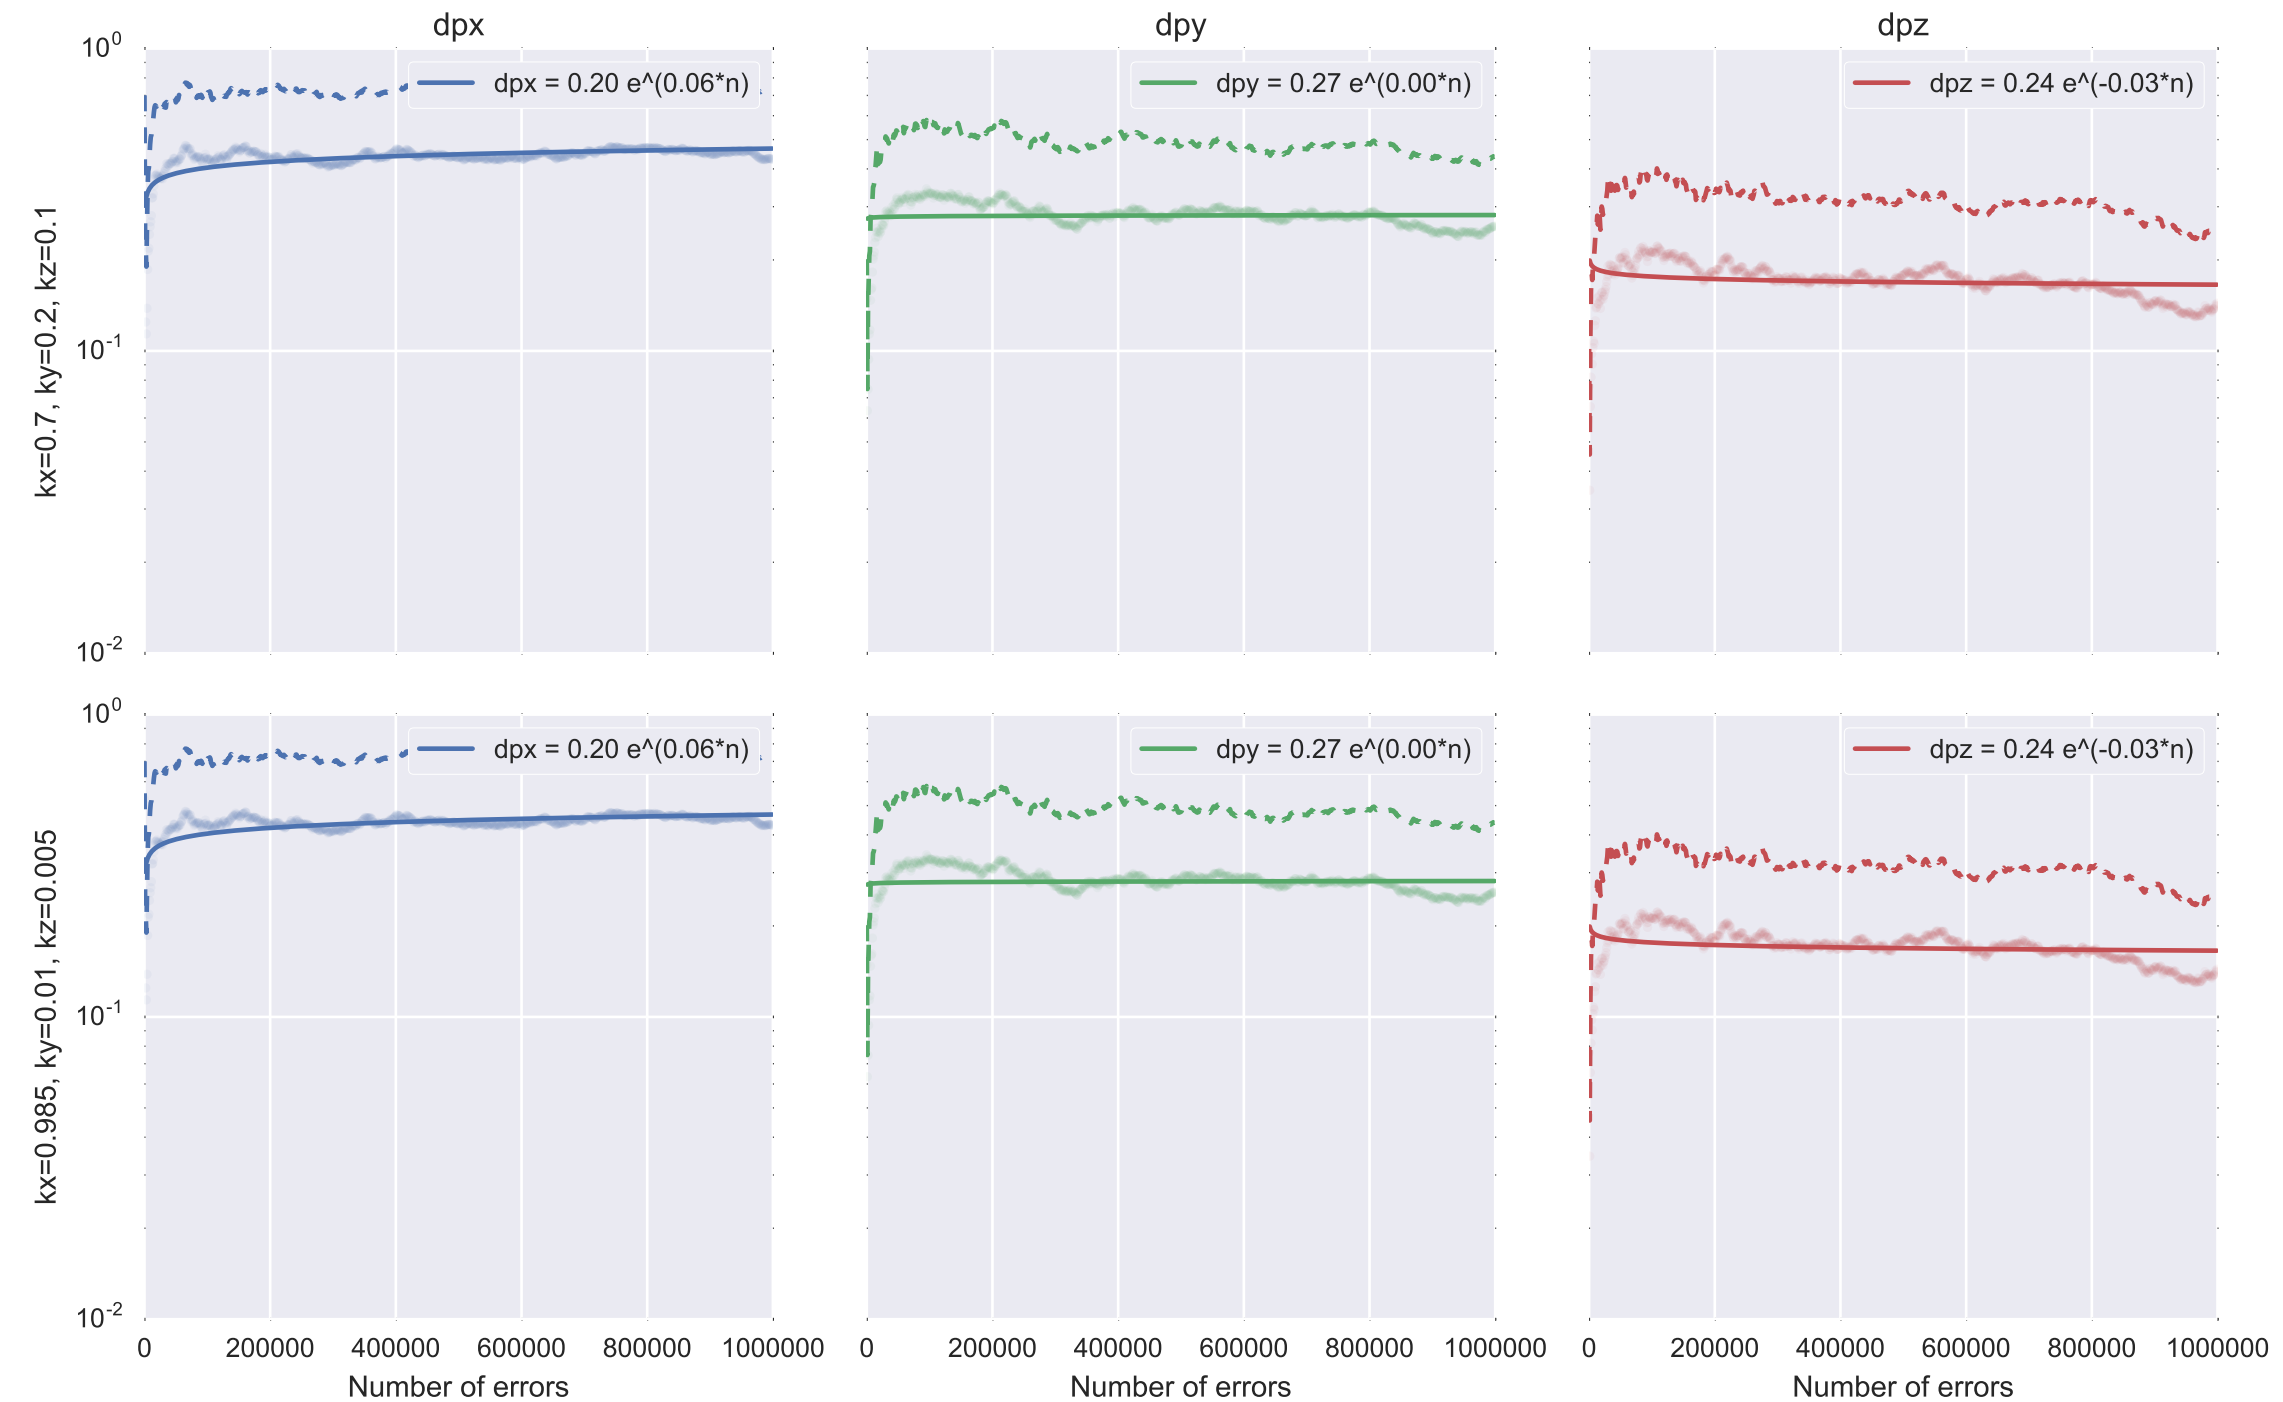 dpx
dpy
dpz
10^0
10^-1
10^-2
kx=0.7, ky=0.2, kz=0.1
dpx = 0.20 e^(0.06*n)
dpy = 0.27 e^(0.00*n)
dpz = 0.24 e^(-0.03*n)
10^0
10^-1
10^-2
kx=0.985, ky=0.01, kz=0.005
dpx = 0.20 e^(0.06*n)
dpy = 0.27 e^(0.00*n)
dpz = 0.24 e^(-0.03*n)
0 200000 400000 600000 800000 1000000
0 200000 400000 600000 800000 1000000
0 200000 400000 600000 800000 1000000
Number of errors
Number of errors
Number of errors